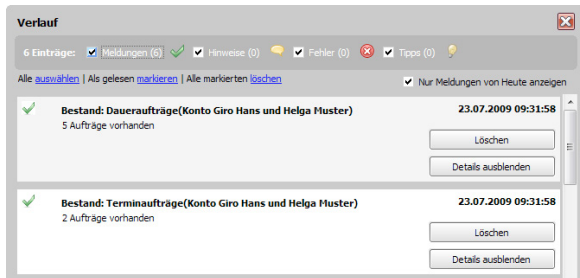 Verlauf
6 Einträge: Meldungen (6) Hinweise (0) Fehler (0) Tipps (0)
Alle auswählen | Als gelesen markieren | Alle markierten löschen
Nur Meldungen von Heute anzeigen
Bestand: Daueraufträge(Konto Giro Hans und Helga Muster) 23.07.2009 09:31:58
5 Aufträge vorhanden
Löschen
Details ausblenden
Bestand: Terminaufträge(Konto Giro Hans und Helga Muster) 23.07.2009 09:31:58
2 Aufträge vorhanden
Löschen
Details ausblenden